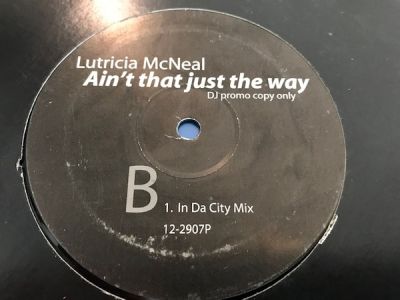 Lutricia McNeal
Ain't that just the way
DJ promo copy only
B
1. In Da City Mix
12-2907P